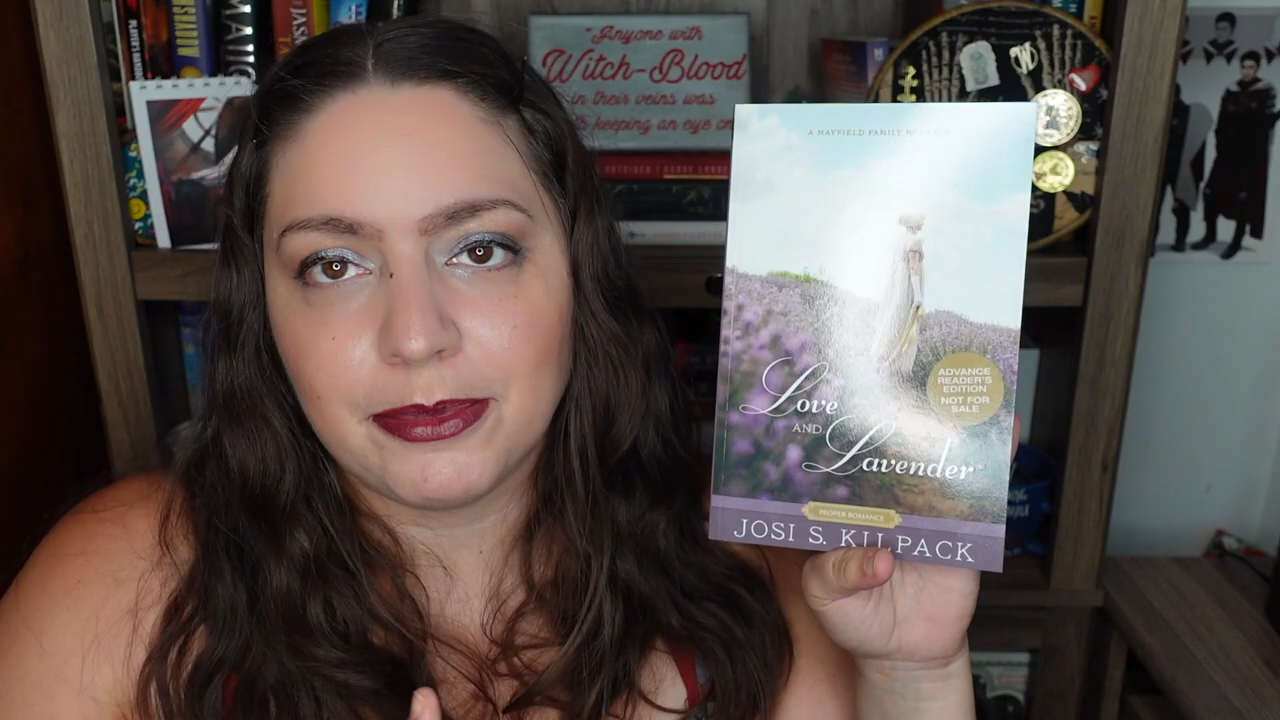 "Anyone with
Witch-Blood
in their veins was
keeping an eye on
A MAYFIELD FAMILY
Love
AND
Lavender
ADVANCE
READER'S
EDITION
NOT FOR
SALE
PROPER ROMANCE
JOSI S. KILPACK